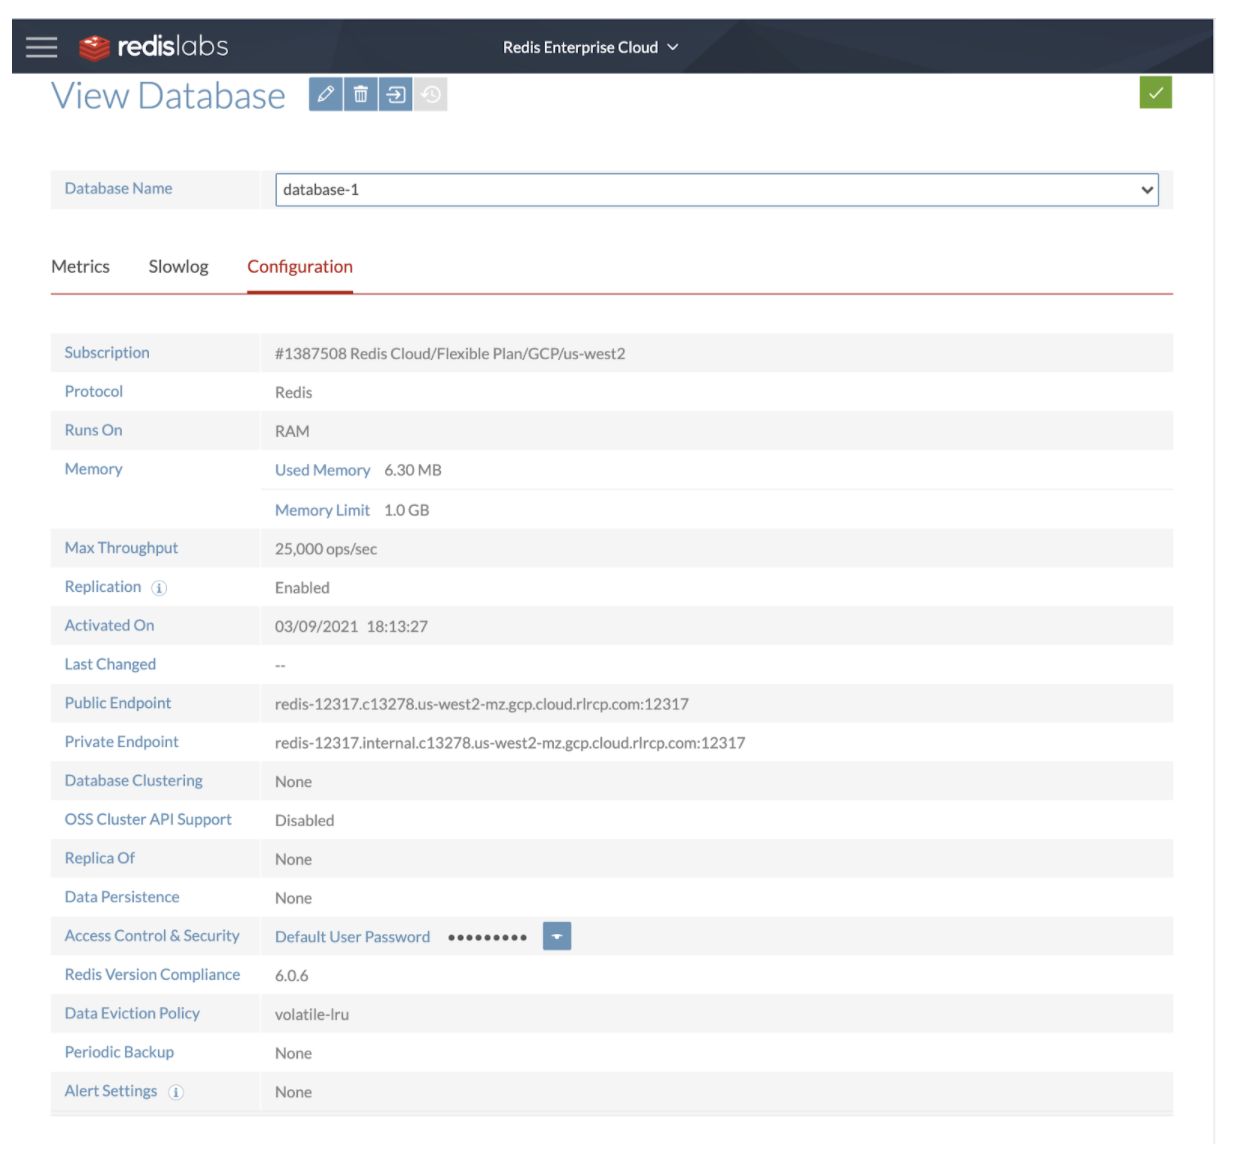 redislabs
Redis Enterprise Cloud
View Database
Database Name database-1
Metrics Slowlog Configuration
Subscription #1387508 Redis Cloud/Flexible Plan/GCP/us-west2
Protocol Redis
Runs On RAM
Memory Used Memory 6.30 MB
Memory Limit 1.0 GB
Max Throughput 25,000 ops/sec
Replication Enabled
Activated On 03/09/2021 18:13:27
Last Changed --
Public Endpoint redis-12317.c13278.us-west2-mz.gcp.cloud.rlrcp.com:12317
Private Endpoint redis-12317.internal.c13278.us-west2-mz.gcp.cloud.rlrcp.com:12317
Database Clustering None
OSS Cluster API Support Disabled
Replica Of None
Data Persistence None
Access Control & Security Default User Password •••••••••
Redis Version Compliance 6.0.6
Data Eviction Policy volatile-lru
Periodic Backup None
Alert Settings None